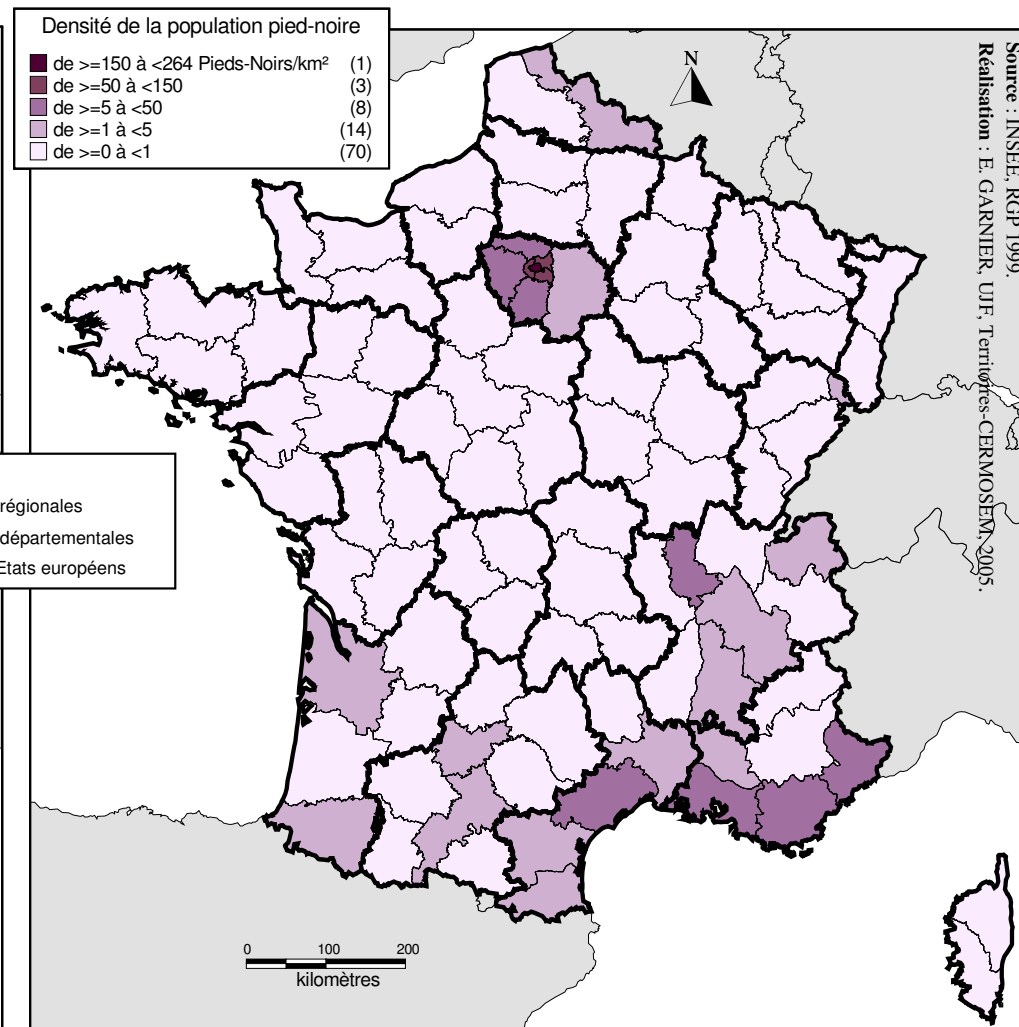 Densité de la population pied-noire
de >=150 à <264 Pieds-Noirs/km² (1)
de >=50 à <150 (3)
de >=5 à <50 (8)
de >=1 à <5 (14)
de >=0 à <1 (70)
N
Source : INSEE, RGP 1999.
Réalisation : E. GARNIER, UJF, Territoires-CERMOSEM, 2005.
régionales
départementales
Etats européens
0 100 200
kilomètres